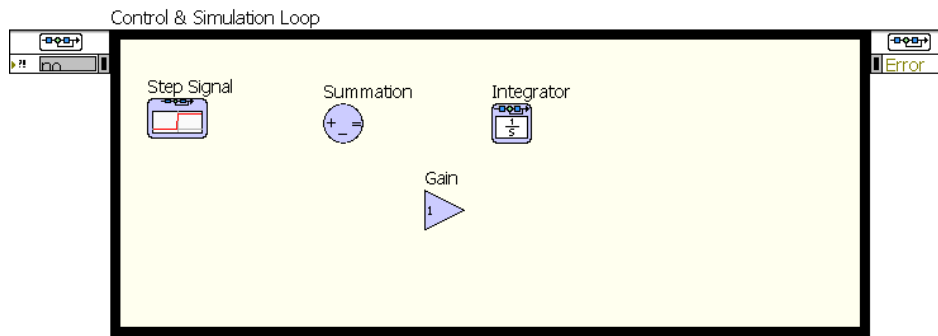 Control & Simulation Loop
?!
no
Error
Step Signal
Summation
Integrator
+ - =
1
s
Gain
1